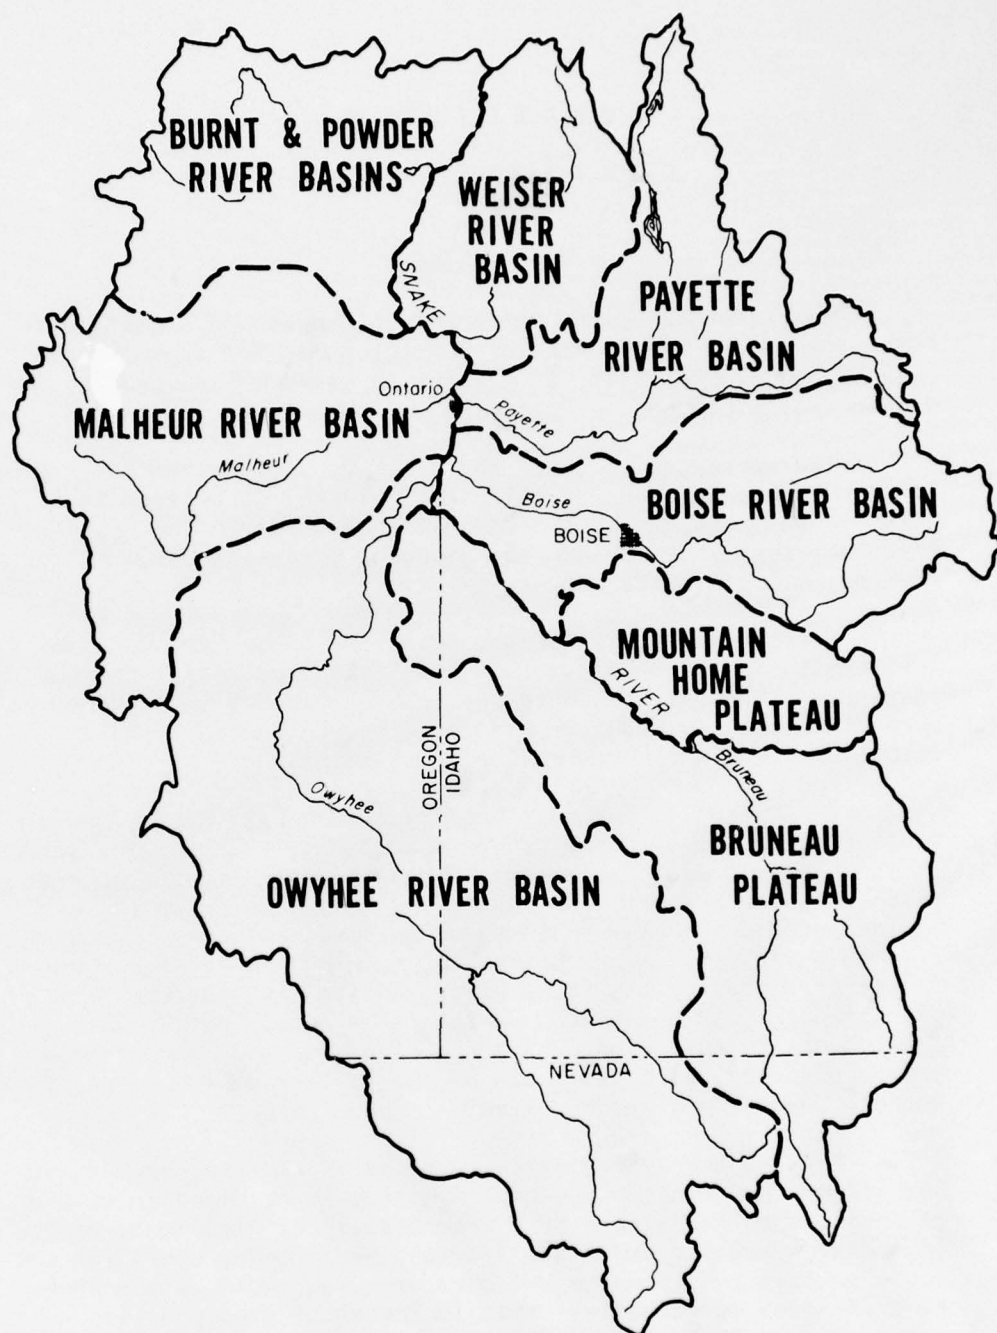 BURNT & POWDER
RIVER BASINS
WEISER
RIVER
BASIN
SNAKE
PAYETTE
RIVER BASIN
Ontario
MALHEUR RIVER BASIN
Payette
Malheur
Boise
BOISE
BOISE RIVER BASIN
MOUNTAIN
HOME
PLATEAU
RIVER
OREGON
IDAHO
Bruneau
Owyhee
BRUNEAU
PLATEAU
OWYHEE RIVER BASIN
NEVADA